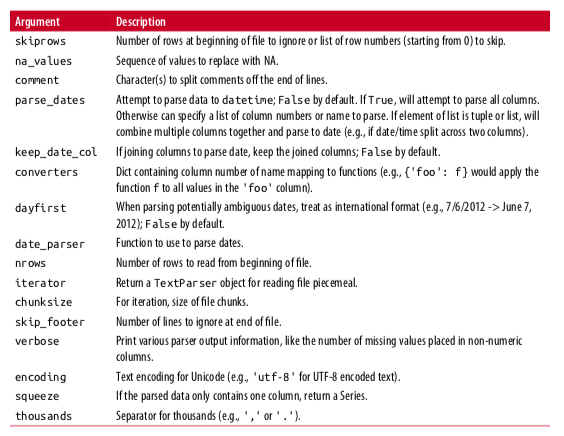 Argument Description
skiprows Number of rows at beginning of file to ignore or list of row numbers (starting from 0) to skip.
na_values Sequence of values to replace with NA.
comment Character(s) to split comments off the end of lines.
parse_dates Attempt to parse data to datetime; False by default. If True, will attempt to parse all columns.
Otherwise can specify a list of column numbers or name to parse. If element of list is tuple or list, will
combine multiple columns together and parse to date (e.g., if date/time split across two columns).
keep_date_col If joining columns to parse date, keep the joined columns; False by default.
converters Dict containing column number of name mapping to functions (e.g., {'foo': f} would apply the
function f to all values in the 'foo' column).
dayfirst When parsing potentially ambiguous dates, treat as international format (e.g., 7/6/2012 -> June 7,
2012); False by default.
date_parser Function to use to parse dates.
nrows Number of rows to read from beginning of file.
iterator Return a TextParser object for reading file piecemeal.
chunksize For iteration, size of file chunks.
skip_footer Number of lines to ignore at end of file.
verbose Print various parser output information, like the number of missing values placed in non-numeric
columns.
encoding Text encoding for Unicode (e.g., 'utf-8' for UTF-8 encoded text).
squeeze If the parsed data only contains one column, return a Series.
thousands Separator for thousands (e.g., ',' or '.').